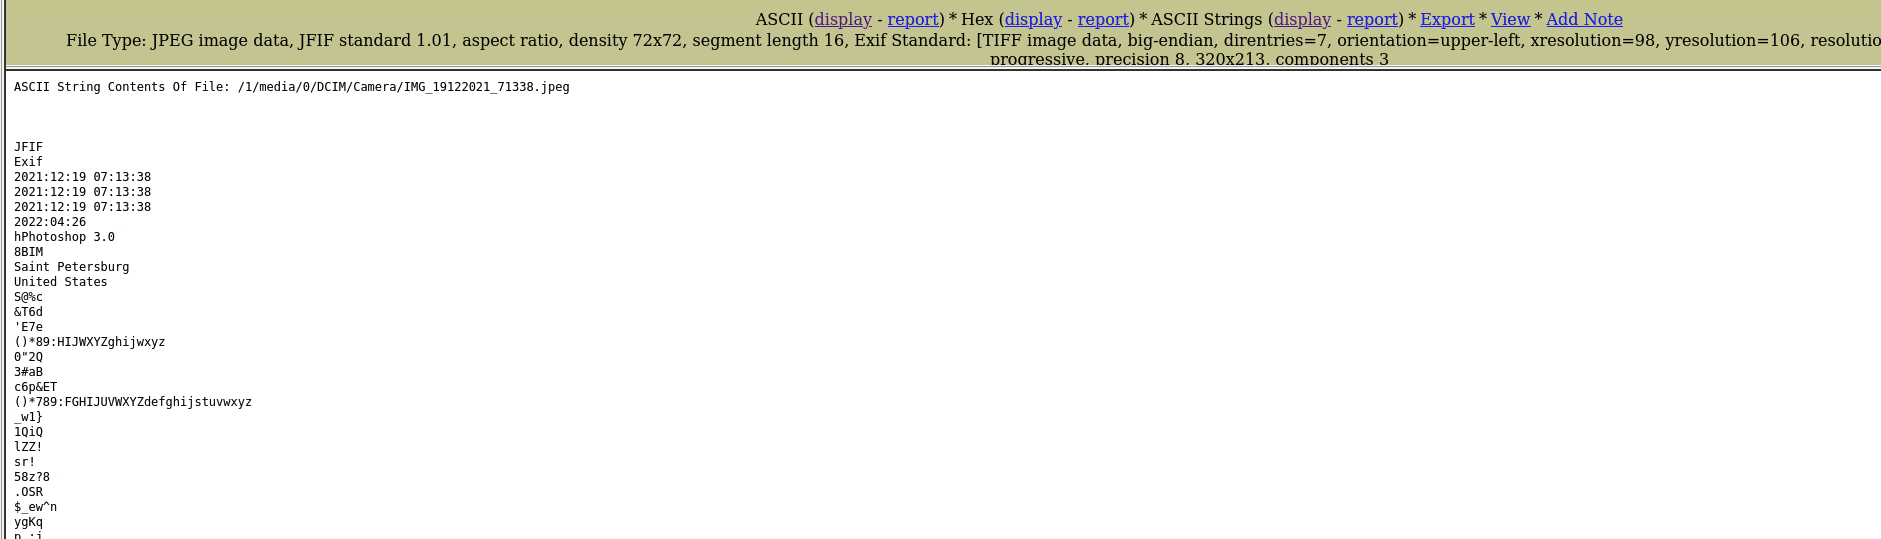 ASCII (display - report) * Hex (display - report) * ASCII Strings (display - report) * Export * View * Add Note
File Type: JPEG image data, JFIF standard 1.01, aspect ratio, density 72x72, segment length 16, Exif Standard: [TIFF image data, big-endian, direntries=7, orientation=upper-left, xresolution=98, yresolution=106, resolutio
progressive, precision 8, 320x213, components 3
ASCII String Contents Of File: /1/media/0/DCIM/Camera/IMG_19122021_71338.jpeg
JFIF
Exif
2021:12:19 07:13:38
2021:12:19 07:13:38
2021:12:19 07:13:38
2022:04:26
hPhotoshop 3.0
8BIM
Saint Petersburg
United States
S@%c
&T6d
'E7e
()*89:HIJWXYZghijwxyz
0"2Q
3#aB
c6p&ET
()*789:FGHIJUVWXYZdefghijstuvwxyz
_w1}
1QiQ
lZZ!
sr!
58z?8
.OSR
$_ew^n
ygKq